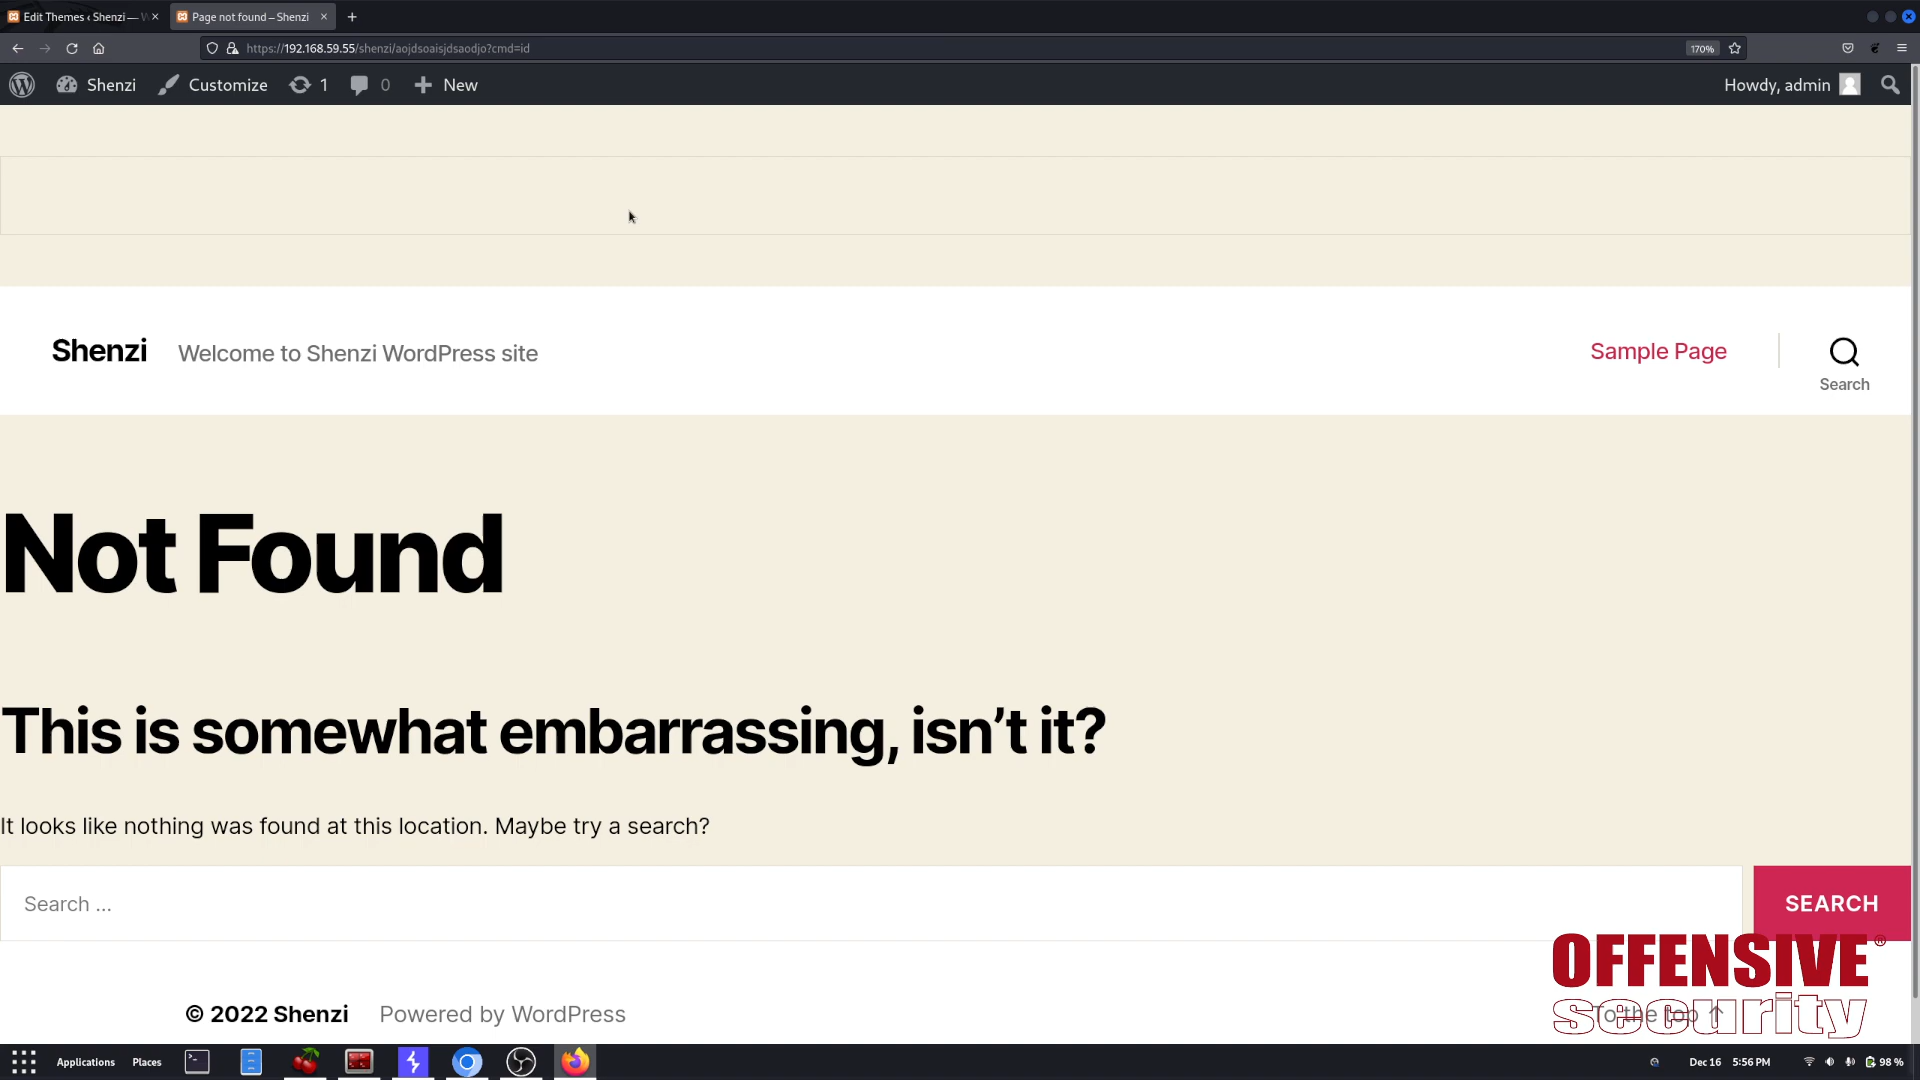 Edit Themes ‹ Shenzi — W
Page not found – Shenzi
https://192.168.59.55/shenzi/aojdsoaisjdsaodjo?cmd=id
170%
Shenzi
Customize
1
0
New
Howdy, admin
Shenzi
Welcome to Shenzi WordPress site
Sample Page
Search
Not Found
This is somewhat embarrassing, isn’t it?
It looks like nothing was found at this location. Maybe try a search?
Search …
SEARCH
OFFENSIVE®
security
© 2022 Shenzi
Powered by WordPress
To the top ↑
Applications
Places
Dec 16 5:56 PM
98 %